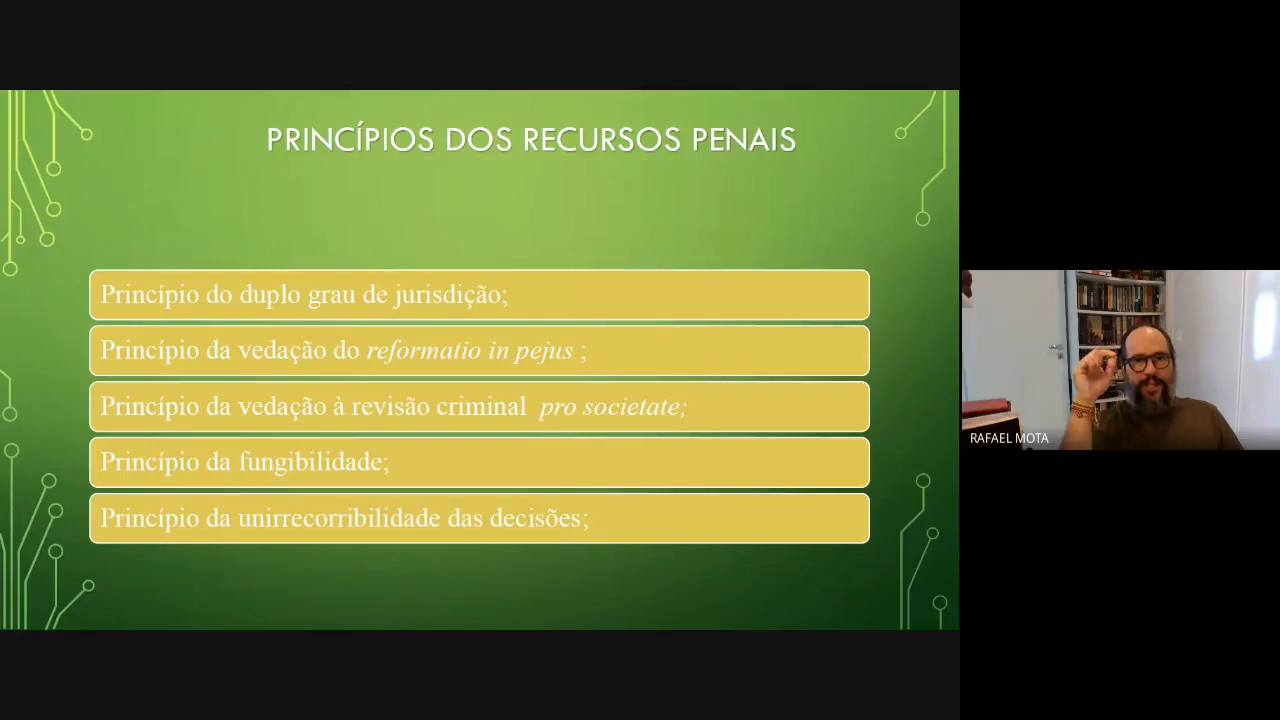 PRINCÍPIOS DOS RECURSOS PENAIS
Princípio do duplo grau de jurisdição;
Princípio da vedação do reformatio in pejus ;
Princípio da vedação à revisão criminal pro societate;
Princípio da fungibilidade;
Princípio da unirrecorribilidade das decisões;
RAFAEL MOTA